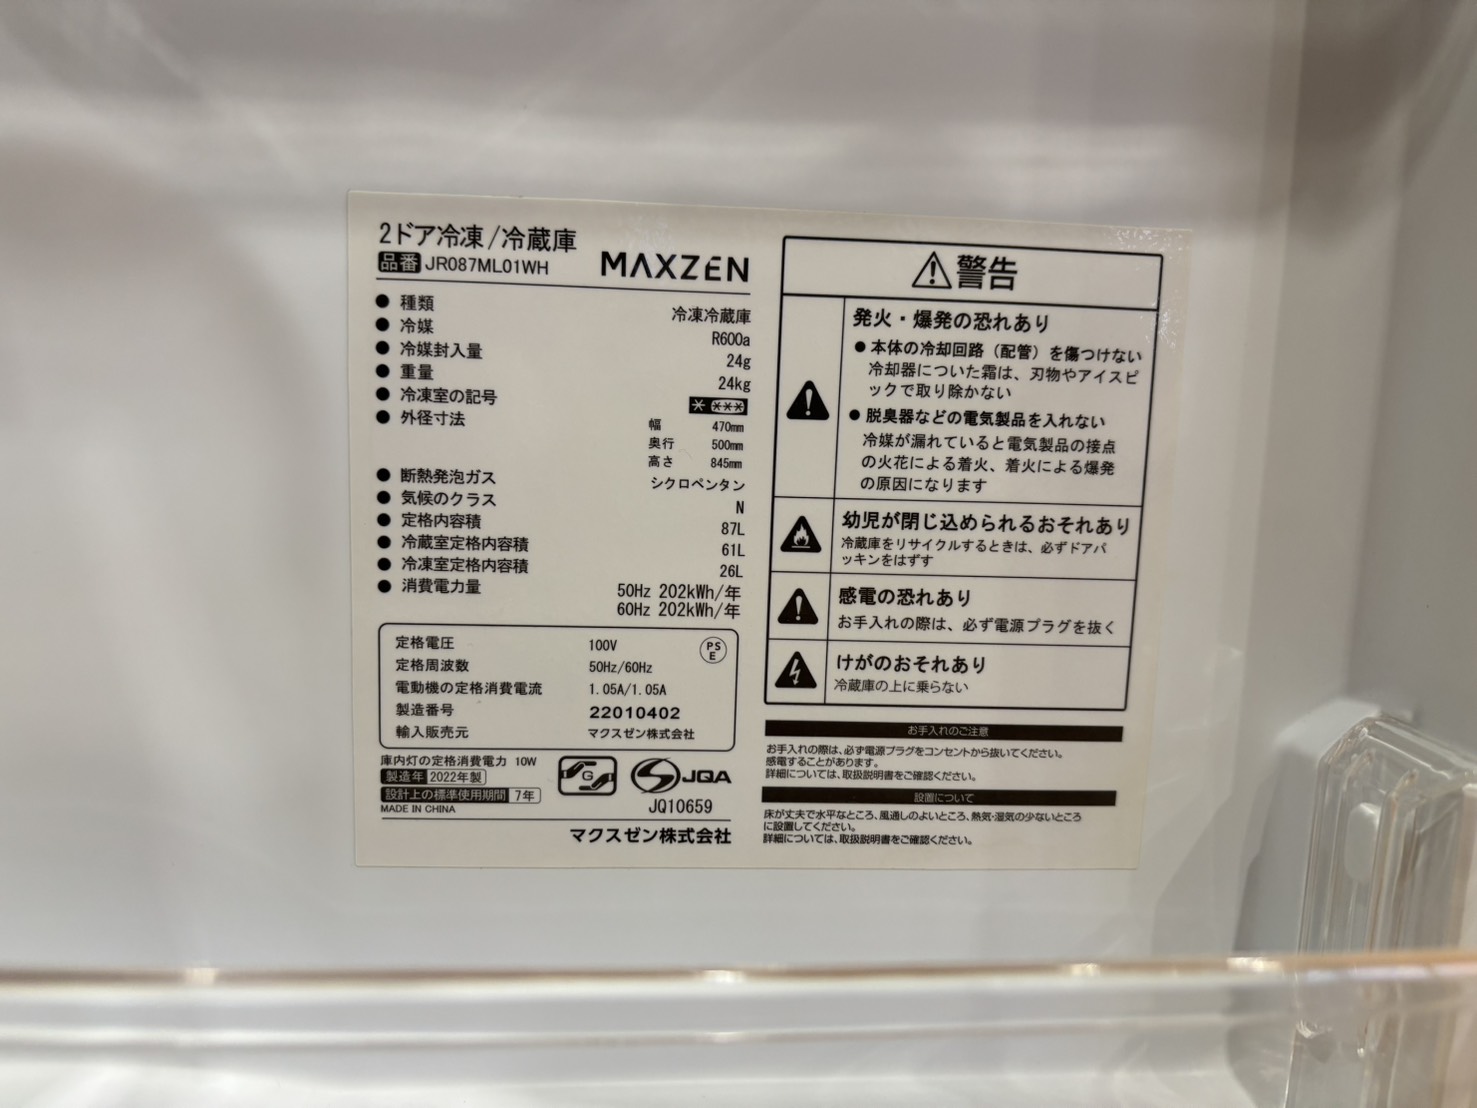 2ドア冷凍/冷蔵庫
品番 JR087ML01WH MAXZEN
● 種類 冷凍冷蔵庫
● 冷媒 R600a
● 冷媒封入量 24g
● 重量 24kg
● 冷凍室の記号 * ***
● 外径寸法 幅 470mm
奥行 500mm
高さ 845mm
● 断熱発泡ガス シクロペンタン
● 気候のクラス N
● 定格内容積 87L
● 冷蔵室定格内容積 61L
● 冷凍室定格内容積 26L
● 消費電力量 50Hz 202kWh/年
60Hz 202kWh/年
定格電圧 100V PSE
定格周波数 50Hz/60Hz
電動機の定格消費電流 1.05A/1.05A
製造番号 22010402
輸入販売元 マクスゼン株式会社
庫内灯の定格消費電力 10W
製造年 2022年製
設計上の標準使用期間 7年
MADE IN CHINA
G
JQA
JQ10659
マクスゼン株式会社
警告
発火・爆発の恐れあり
● 本体の冷却回路（配管）を傷つけない
冷却器についた霜は、刃物やアイスピ
ックで取り除かない
● 脱臭器などの電気製品を入れない
冷媒が漏れていると電気製品の接点
の火花による着火、着火による爆発
の原因になります
幼児が閉じ込められるおそれあり
冷蔵庫をリサイクルするときは、必ずドアパ
ッキンをはずす
感電の恐れあり
お手入れの際は、必ず電源プラグを抜く
けがのおそれあり
冷蔵庫の上に乗らない
お手入れのご注意
お手入れの際は、必ず電源プラグをコンセントから抜いてください。
感電することがあります。
詳細については、取扱説明書をご確認ください。
設置について
床が丈夫で水平なところ、風通しのよいところ、熱気・湿気の少ないところ
に設置してください。
詳細については、取扱説明書をご確認ください。